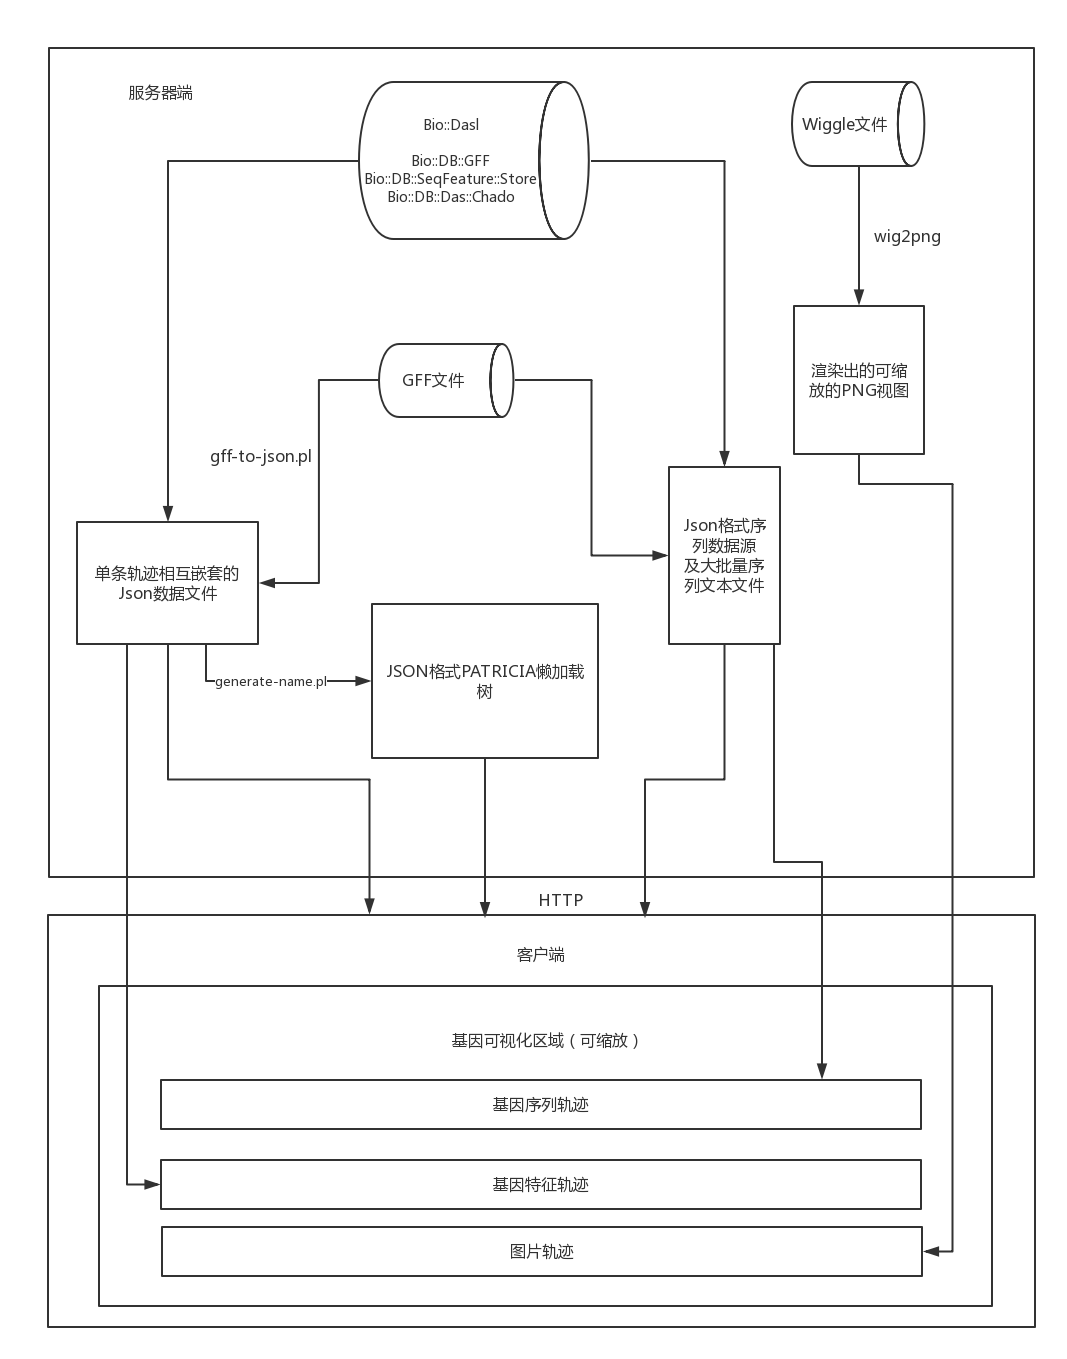 服务器端
Bio::Dasl
Bio::DB::GFF
Bio::DB::SeqFeature::Store
Bio::DB::Das::Chado
Wiggle文件
wig2png
渲染出的可缩
放的PNG视图
GFF文件
gff-to-json.pl
Json格式序
列数据源
及大批量序
列文本文件
单条轨迹相互嵌套的
Json数据文件
generate-name.pl
JSON格式PATRICIA懒加载
树
HTTP
客户端
基因可视化区域（可缩放）
基因序列轨迹
基因特征轨迹
图片轨迹